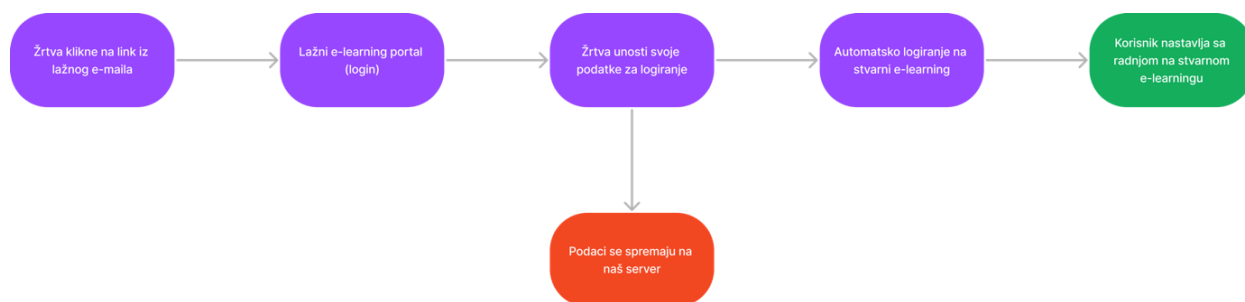 Žrtva klikne na link iz
lažnog e-maila
Lažni e-learning portal
(login)
Žrtva unosti svoje
podatke za logiranje
Automatsko logiranje na
stvarni e-learning
Korisnik nastavlja sa
radnjom na stvarnom
e-learningu
Podaci se spremaju na
naš server